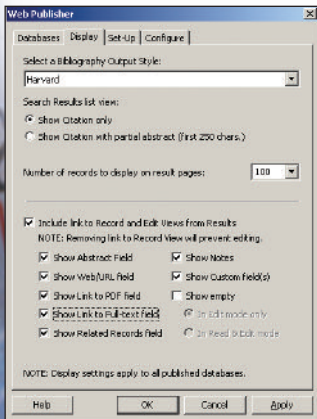 Web Publisher
Databases Display Set-Up Configure
Select a Bibliography Output Style:
Harvard
Search Results list view:
Show Citation only
Show Citation with partial abstract (first 250 chars.)
Number of records to display on result pages: 100
Include link to Record and Edit Views from Results
NOTE: Removing link to Record View will prevent editing.
Show Abstract Field Show Notes
Show Web/URL field Show Custom field(s)
Show Link to PDF field Show empty
Show Link to Full-text field In Edit mode only
Show Related Records field In Read & Edit mode
NOTE: Display settings apply to all published databases.
Help OK Cancel Apply